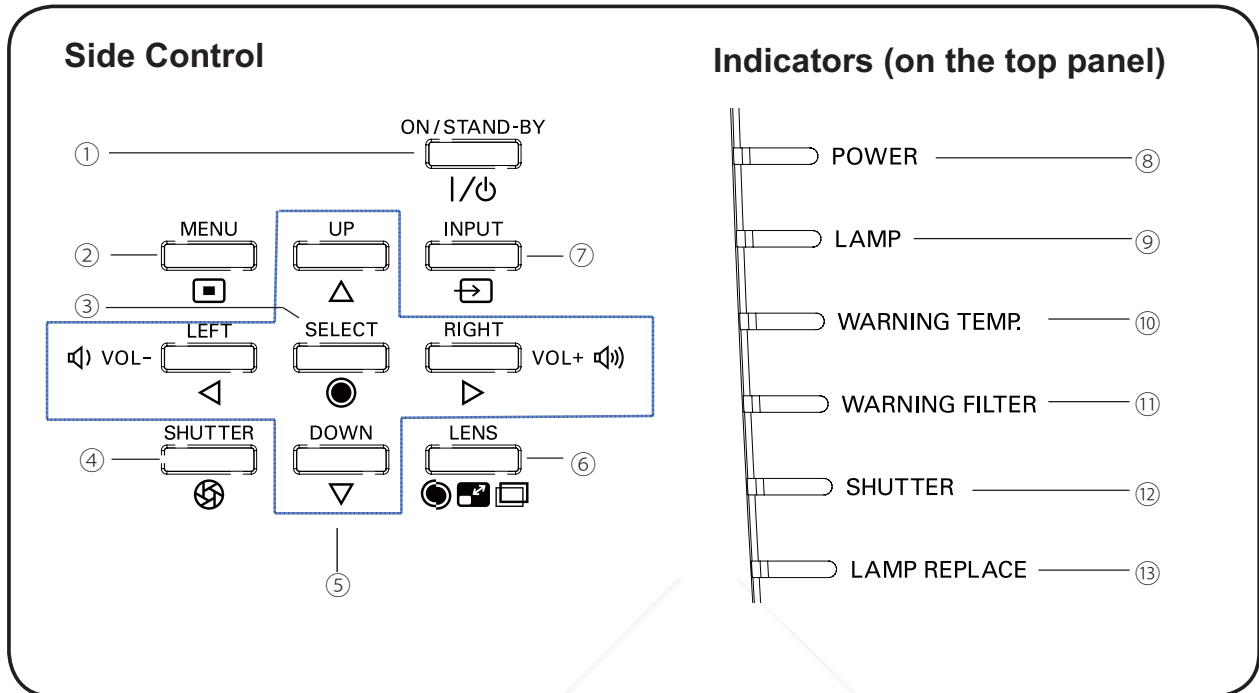 Side Control
ON/STAND-BY
①
MENU
UP
INPUT
②
⑦
③
LEFT
SELECT
RIGHT
VOL-
VOL+
SHUTTER
DOWN
LENS
④
⑥
⑤
Indicators (on the top panel)
POWER ⑧
LAMP ⑨
WARNING TEMP. ⑩
WARNING FILTER ⑪
SHUTTER ⑫
LAMP REPLACE ⑬